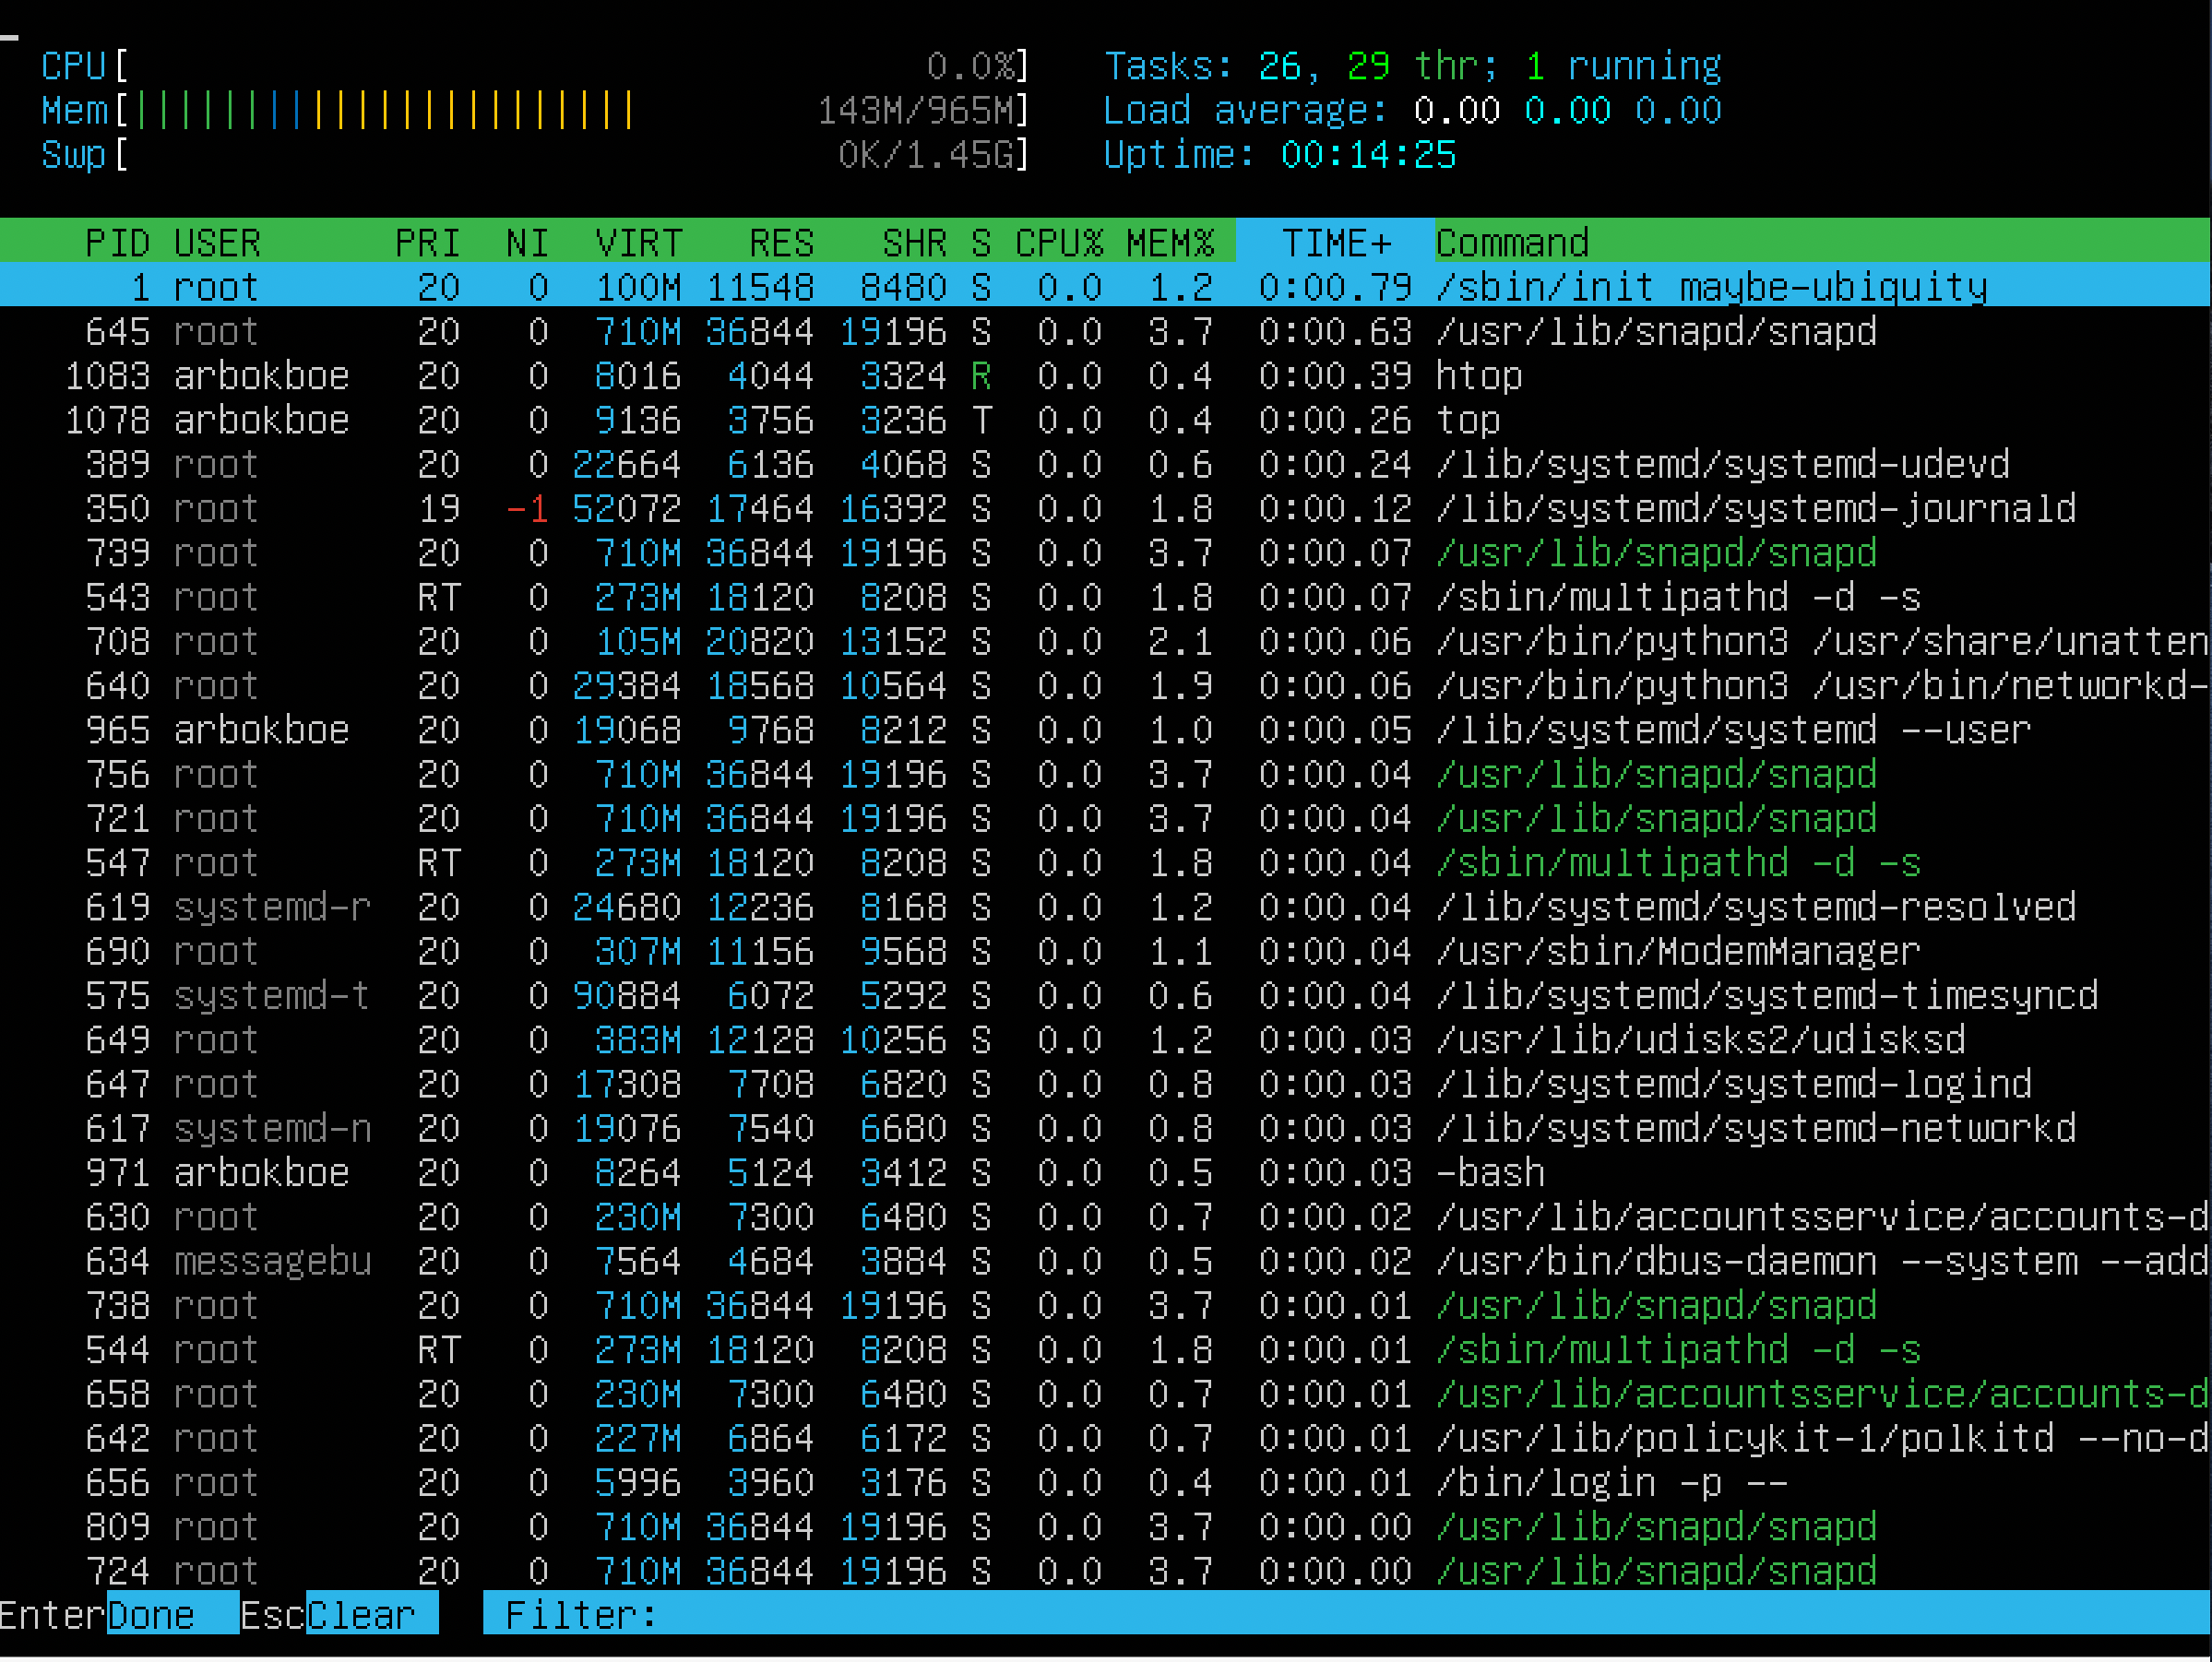 CPU[ 0.0%] Tasks: 26, 29 thr; 1 running
Mem[||||||||||||||||||||||| 143M/965M] Load average: 0.00 0.00 0.00
Swp[ 0K/1.45G] Uptime: 00:14:25
PID USER PRI NI VIRT RES SHR S CPU% MEM% TIME+ Command
1 root 20 0 100M 11548 8480 S 0.0 1.2 0:00.79 /sbin/init maybe-ubiquity
645 root 20 0 710M 36844 19196 S 0.0 3.7 0:00.63 /usr/lib/snapd/snapd
1083 arbokboe 20 0 8016 4044 3324 R 0.0 0.4 0:00.39 htop
1078 arbokboe 20 0 9136 3756 3236 T 0.0 0.4 0:00.26 top
389 root 20 0 22664 6136 4068 S 0.0 0.6 0:00.24 /lib/systemd/systemd-udevd
350 root 19 -1 52072 17464 16392 S 0.0 1.8 0:00.12 /lib/systemd/systemd-journald
739 root 20 0 710M 36844 19196 S 0.0 3.7 0:00.07 /usr/lib/snapd/snapd
543 root RT 0 273M 18120 8208 S 0.0 1.8 0:00.07 /sbin/multipathd -d -s
708 root 20 0 105M 20820 13152 S 0.0 2.1 0:00.06 /usr/bin/python3 /usr/share/unatten
640 root 20 0 29384 18568 10564 S 0.0 1.9 0:00.06 /usr/bin/python3 /usr/bin/networkd-
965 arbokboe 20 0 19068 9768 8212 S 0.0 1.0 0:00.05 /lib/systemd/systemd --user
756 root 20 0 710M 36844 19196 S 0.0 3.7 0:00.04 /usr/lib/snapd/snapd
721 root 20 0 710M 36844 19196 S 0.0 3.7 0:00.04 /usr/lib/snapd/snapd
547 root RT 0 273M 18120 8208 S 0.0 1.8 0:00.04 /sbin/multipathd -d -s
619 systemd-r 20 0 24680 12236 8168 S 0.0 1.2 0:00.04 /lib/systemd/systemd-resolved
690 root 20 0 307M 11156 9568 S 0.0 1.1 0:00.04 /usr/sbin/ModemManager
575 systemd-t 20 0 90884 6072 5292 S 0.0 0.6 0:00.04 /lib/systemd/systemd-timesyncd
649 root 20 0 383M 12128 10256 S 0.0 1.2 0:00.03 /usr/lib/udisks2/udisksd
647 root 20 0 17308 7708 6820 S 0.0 0.8 0:00.03 /lib/systemd/systemd-logind
617 systemd-n 20 0 19076 7540 6680 S 0.0 0.8 0:00.03 /lib/systemd/systemd-networkd
971 arbokboe 20 0 8264 5124 3412 S 0.0 0.5 0:00.03 -bash
630 root 20 0 230M 7300 6480 S 0.0 0.7 0:00.02 /usr/lib/accountsservice/accounts-d
634 messagebu 20 0 7564 4684 3884 S 0.0 0.5 0:00.02 /usr/bin/dbus-daemon --system --add
738 root 20 0 710M 36844 19196 S 0.0 3.7 0:00.01 /usr/lib/snapd/snapd
544 root RT 0 273M 18120 8208 S 0.0 1.8 0:00.01 /sbin/multipathd -d -s
658 root 20 0 230M 7300 6480 S 0.0 0.7 0:00.01 /usr/lib/accountsservice/accounts-d
642 root 20 0 227M 6864 6172 S 0.0 0.7 0:00.01 /usr/lib/policykit-1/polkitd --no-d
656 root 20 0 5996 3960 3176 S 0.0 0.4 0:00.01 /bin/login -p --
809 root 20 0 710M 36844 19196 S 0.0 3.7 0:00.00 /usr/lib/snapd/snapd
724 root 20 0 710M 36844 19196 S 0.0 3.7 0:00.00 /usr/lib/snapd/snapd
EnterDone EscClear Filter: